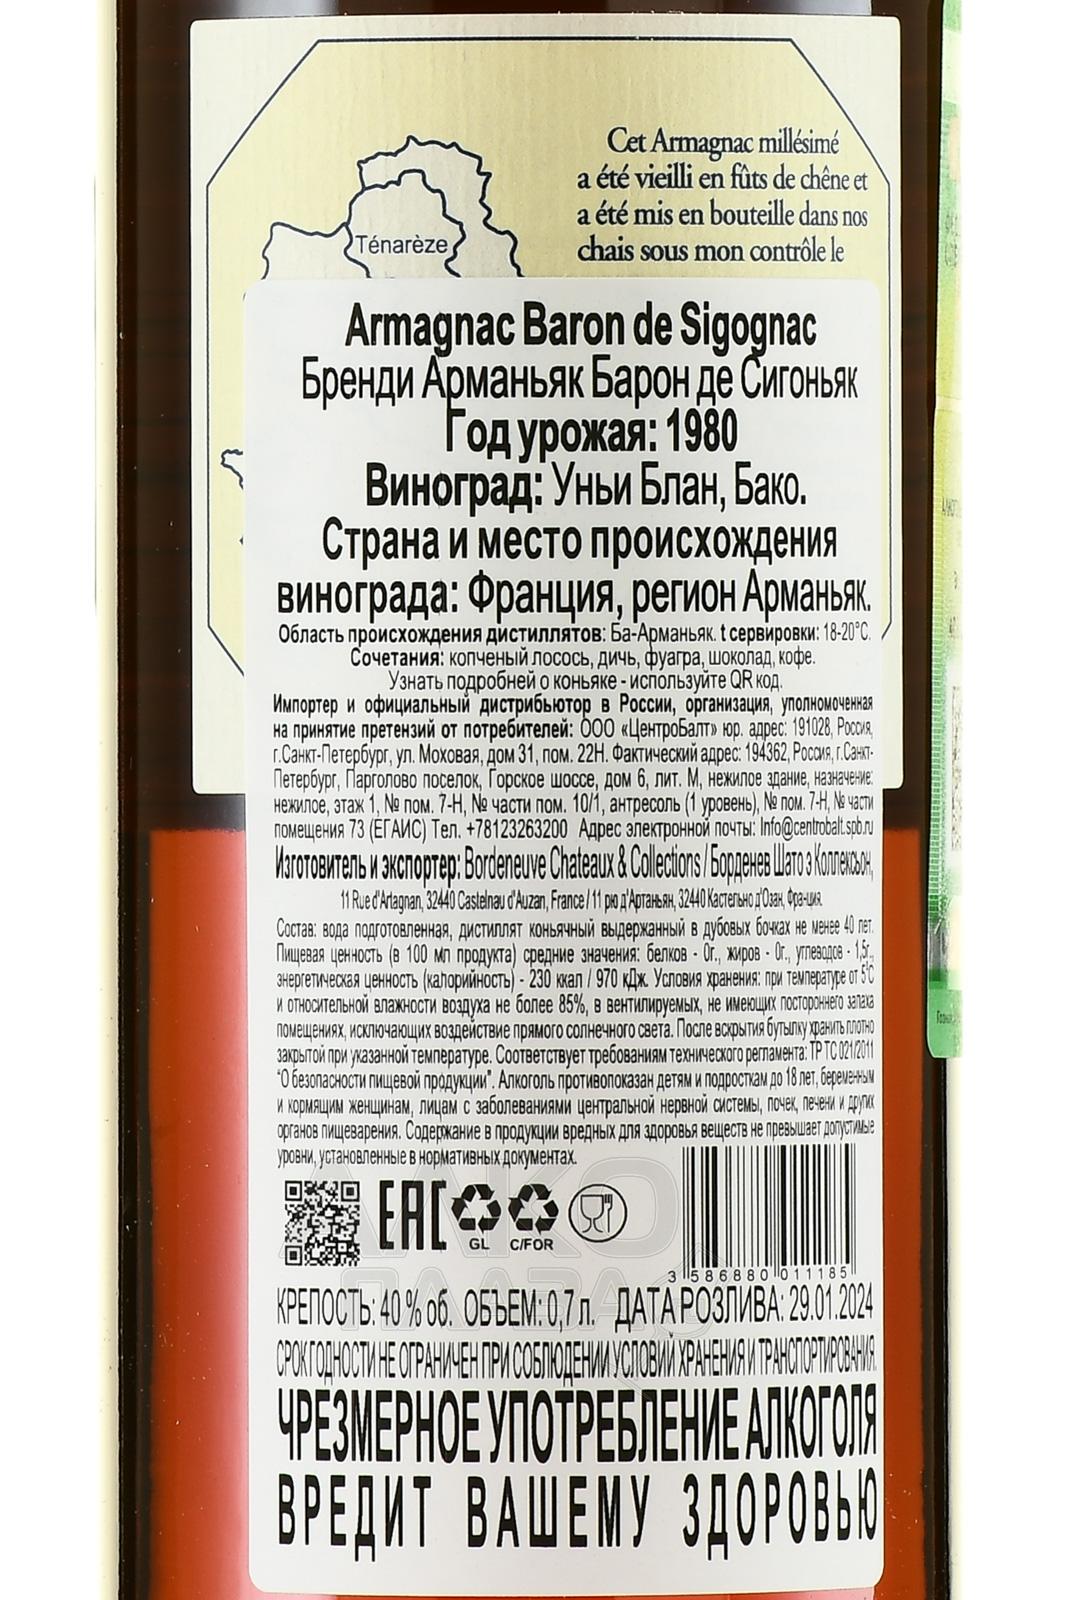 Cet Armagnac millésimé
a été vieilli en fûts de chêne et
a été mis en bouteille dans nos
chais sous mon contrôle le
Ténarèze
Armagnac Baron de Sigognac
Бренди Арманьяк Барон де Сигоньяк
Год урожая: 1980
Виноград: Уньи Блан, Бако.
Страна и место происхождения
винограда: Франция, регион Арманьяк.
Область происхождения дистиллятов: Ба-Арманьяк. t сервировки: 18-20°C.
Сочетания: копченый лосось, дичь, фуагра, шоколад, кофе.
Узнать подробней о коньяке - используйте QR код.
Импортер и официальный дистрибьютор в России, организация, уполномоченная
на принятие претензий от потребителей: ООО «ЦентроБалт» юр. адрес: 191028, Россия,
г.Санкт-Петербург, ул. Моховая, дом 31, пом. 22Н. Фактический адрес: 194362, Россия, г.Санкт-
Петербург, Парголово поселок, Горское шоссе, дом 6, лит. М, нежилое здание, назначение:
нежилое, этаж 1, № пом. 7-Н, № части пом. 10/1, антресоль (1 уровень), № пом. 7-Н, № части
помещения 73 (ЕГАИС) Тел. +78123263200 Адрес электронной почты: Info@centrobalt.spb.ru
Изготовитель и экспортер: Bordeneuve Chateaux & Collections / Борденев Шато э Коллексьон,
11 Rue d'Artagnan, 32440 Castelnau d'Auzan, France / 11 рю д'Артаньян, 32440 Кастельно д'Озан, Франция.
Состав: вода подготовленная, дистиллят коньячный выдержанный в дубовых бочках не менее 40 лет.
Пищевая ценность (в 100 мл продукта) средние значения: белков - 0г., жиров - 0г., углеводов - 1,5г.,
энергетическая ценность (калорийность) - 230 ккал / 970 кДж. Условия хранения: при температуре от 5°C
и относительной влажности воздуха не более 85%, в вентилируемых, не имеющих постороннего запаха
помещениях, исключающих воздействие прямого солнечного света. После вскрытия бутылку хранить плотно
закрытой при указанной температуре. Соответствует требованиям технического регламента: ТР ТС 021/2011
"О безопасности пищевой продукции". Алкоголь противопоказан детям и подросткам до 18 лет, беременным
и кормящим женщинам, лицам с заболеваниями центральной нервной системы, почек, печени и других
органов пищеварения. Содержание в продукции вредных для здоровья веществ не превышает допустимые
уровни, установленные в нормативных документах.
EAC
GL
C/FOR
3 586880 011185
АЛКО
ПЛАЗА
КРЕПОСТЬ: 40 % об. ОБЪЕМ: 0,7 л. ДАТА РОЗЛИВА: 29.01.2024
СРОК ГОДНОСТИ НЕ ОГРАНИЧЕН ПРИ СОБЛЮДЕНИИ УСЛОВИЙ ХРАНЕНИЯ И ТРАНСПОРТИРОВАНИЯ.
ЧРЕЗМЕРНОЕ УПОТРЕБЛЕНИЕ АЛКОГОЛЯ
ВРЕДИТ ВАШЕМУ ЗДОРОВЬЮ